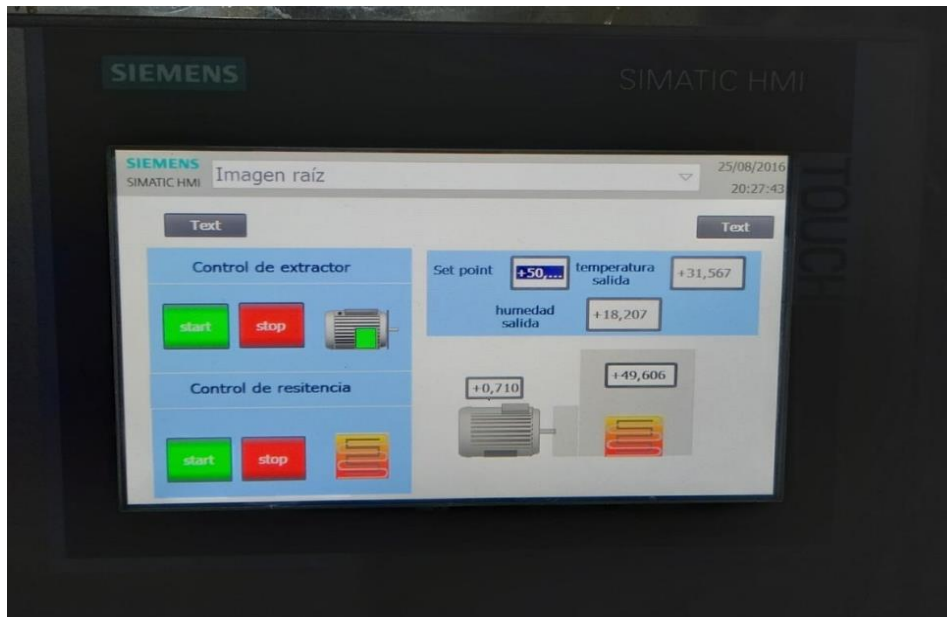 SIEMENS
SIMATIC HMI
TOUCH
SIEMENS
SIMATIC HMI
Imagen raíz
25/08/2016
20:27:43
Text
Text
Control de extractor
start
stop
Control de resitencia
start
stop
Set point
+50,...
temperatura
salida
+31,567
humedad
salida
+18,207
+0,710
+49,606